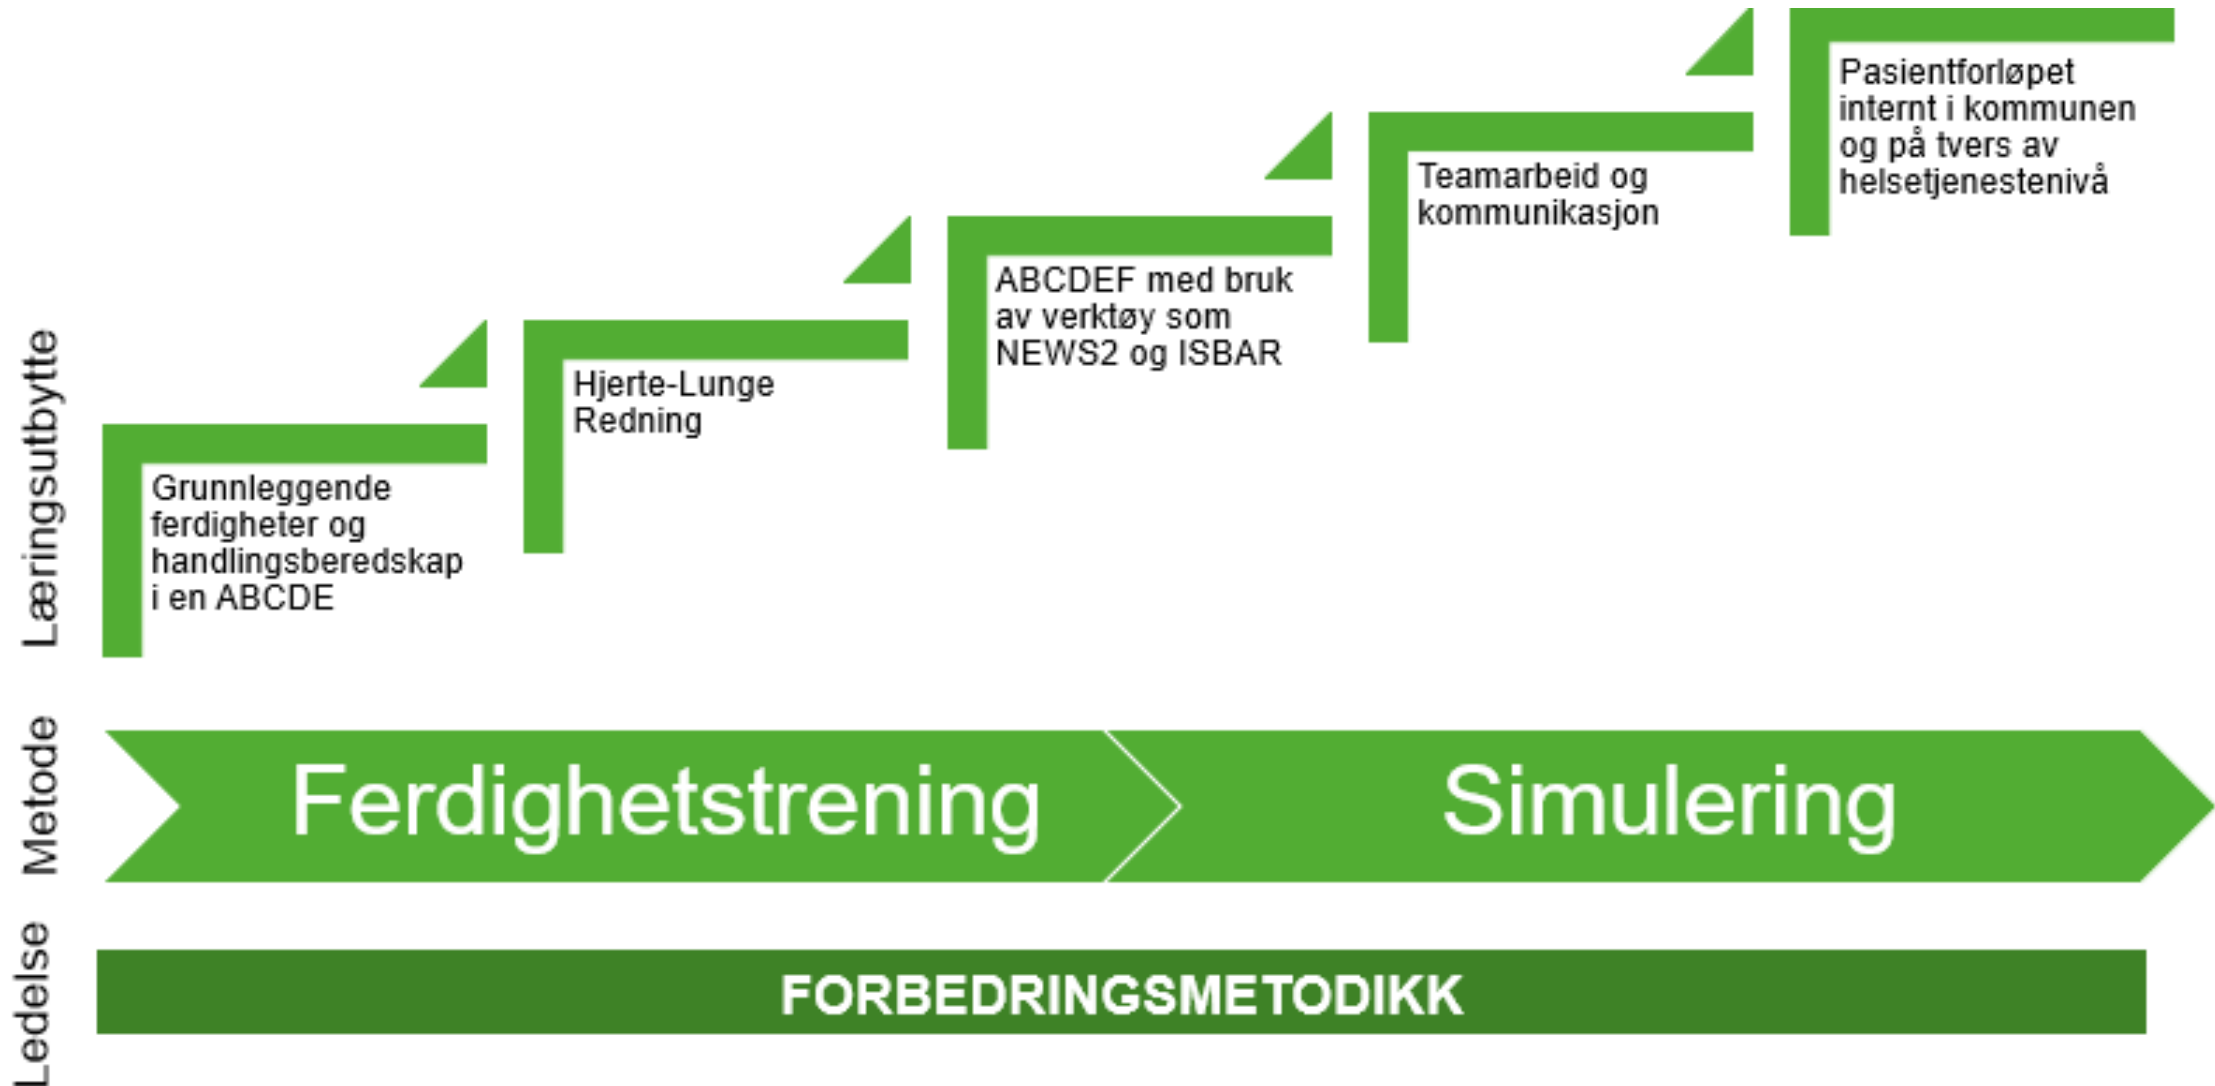 Læringsutbytte
Grunnleggende
ferdigheter og
handlingsberedskap
i en ABCDE
Hjerte-Lunge
Redning
ABCDEF med bruk
av verktøy som
NEWS2 og ISBAR
Teamarbeid og
kommunikasjon
Pasientforløpet
internt i kommunen
og på tvers av
helsetjenestenivå
Metode
Ferdighetstrening
Simulering
Ledelse
FORBEDRINGSMETODIKK